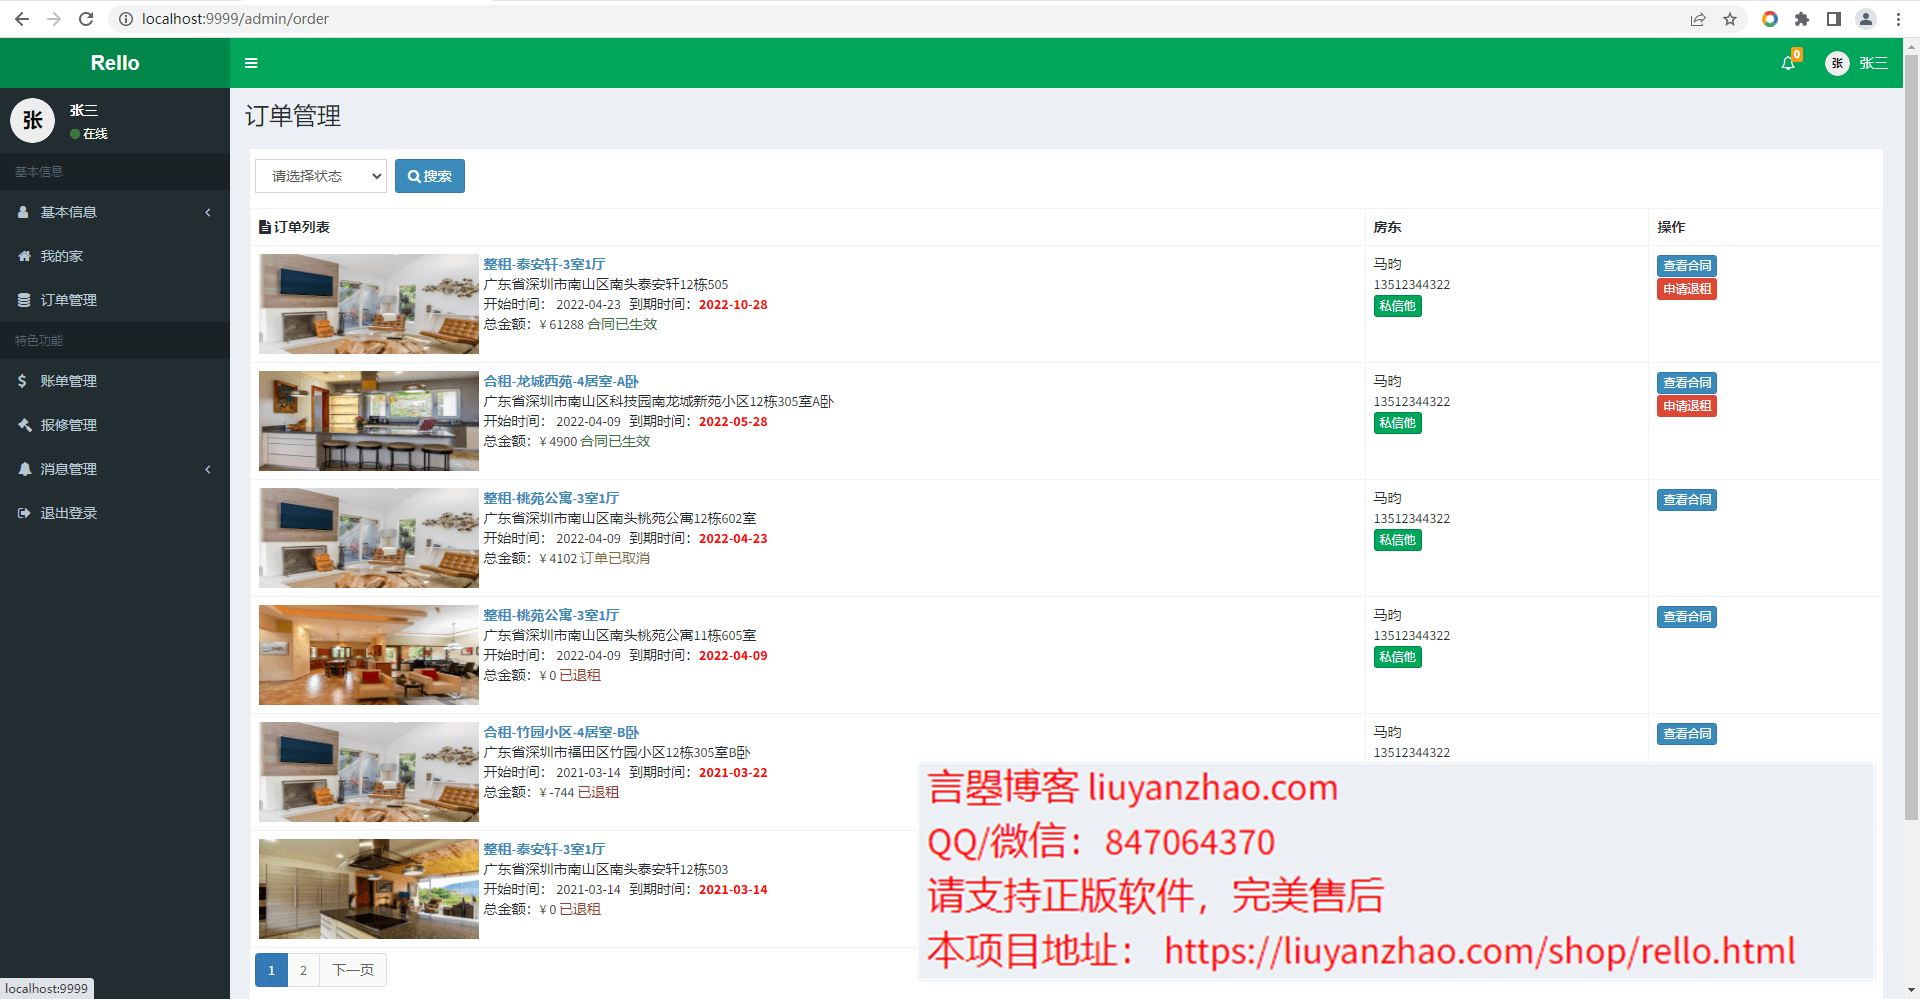 localhost:9999/admin/order
Rello
0
张 张三
张
张三
在线
基本信息
基本信息
我的家
订单管理
特色功能
账单管理
报修管理
消息管理
退出登录
订单管理
请选择状态
搜索
订单列表 房东 操作
整租-泰安轩-3室1厅
广东省深圳市南山区南头泰安轩12栋505
开始时间： 2022-04-23 到期时间：2022-10-28
总金额：¥ 61288 合同已生效
马昀
13512344322
私信他
查看合同
申请退租
合租-龙城西苑-4居室-A卧
广东省深圳市南山区科技园南龙城新苑小区12栋305室A卧
开始时间： 2022-04-09 到期时间：2022-05-28
总金额：¥ 4900 合同已生效
马昀
13512344322
私信他
查看合同
申请退租
整租-桃苑公寓-3室1厅
广东省深圳市南山区南头桃苑公寓12栋602室
开始时间： 2022-04-09 到期时间：2022-04-23
总金额：¥ 4102 订单已取消
马昀
13512344322
私信他
查看合同
整租-桃苑公寓-3室1厅
广东省深圳市南山区南头桃苑公寓11栋605室
开始时间： 2022-04-09 到期时间：2022-04-09
总金额：¥ 0 已退租
马昀
13512344322
私信他
查看合同
合租-竹园小区-4居室-B卧
广东省深圳市福田区竹园小区12栋305室B卧
开始时间： 2021-03-14 到期时间：2021-03-22
总金额：¥ -744 已退租
马昀
13512344322
查看合同
整租-泰安轩-3室1厅
广东省深圳市南山区南头泰安轩12栋503
开始时间： 2021-03-14 到期时间：2021-03-14
总金额：¥ 0 已退租
言曌博客 liuyanzhao.com
QQ/微信：847064370
请支持正版软件，完美售后
本项目地址： https://liuyanzhao.com/shop/rello.html
1 2 下一页
localhost:9999